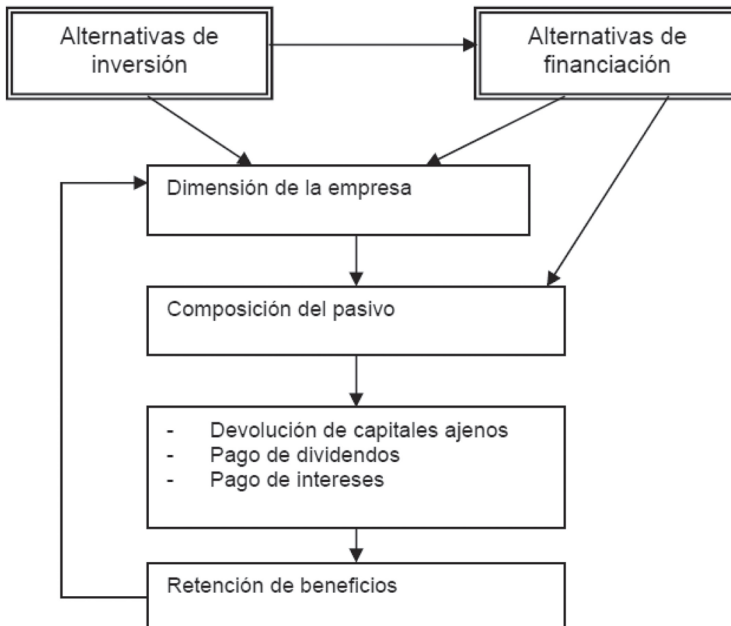 Alternativas de
inversión
Alternativas de
financiación
Dimensión de la empresa
Composición del pasivo
- Devolución de capitales ajenos
- Pago de dividendos
- Pago de intereses
Retención de beneficios